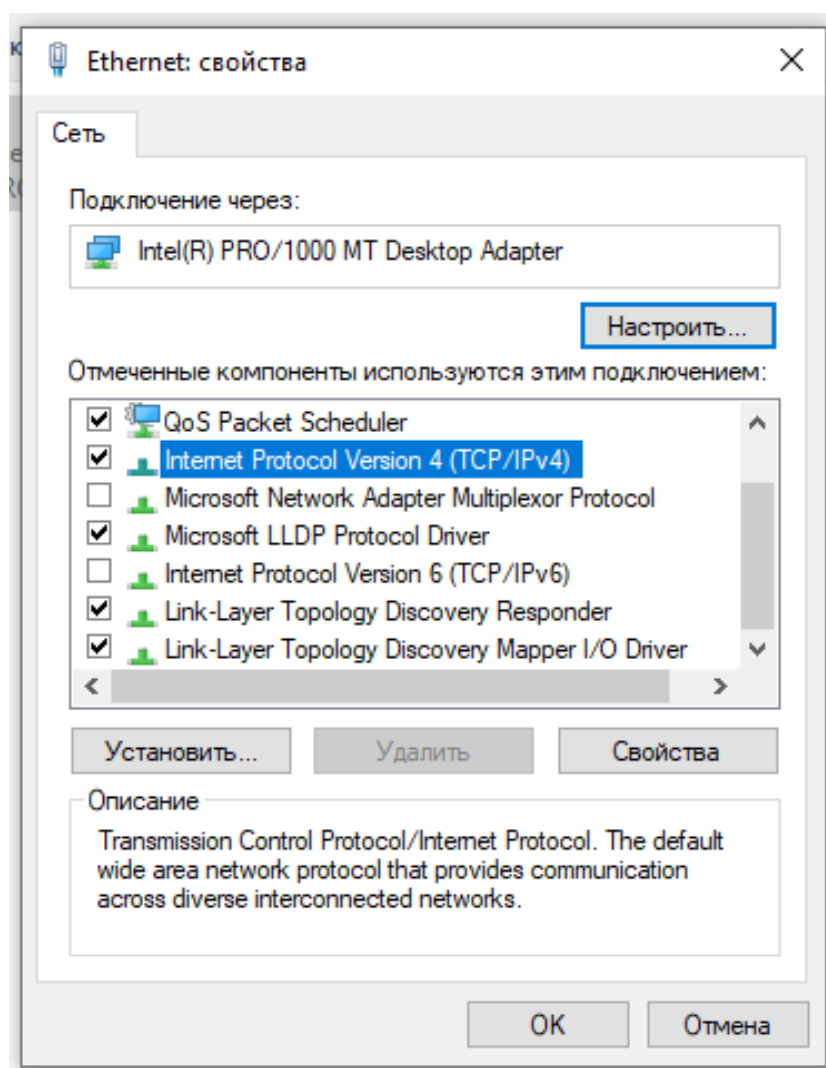 Ethernet: свойства
Сеть
Подключение через:
Intel(R) PRO/1000 MT Desktop Adapter
Настроить...
Отмеченные компоненты используются этим подключением:
QoS Packet Scheduler
Internet Protocol Version 4 (TCP/IPv4)
Microsoft Network Adapter Multiplexor Protocol
Microsoft LLDP Protocol Driver
Internet Protocol Version 6 (TCP/IPv6)
Link-Layer Topology Discovery Responder
Link-Layer Topology Discovery Mapper I/O Driver
Установить...
Удалить
Свойства
Описание
Transmission Control Protocol/Internet Protocol. The default
wide area network protocol that provides communication
across diverse interconnected networks.
OK
Отмена